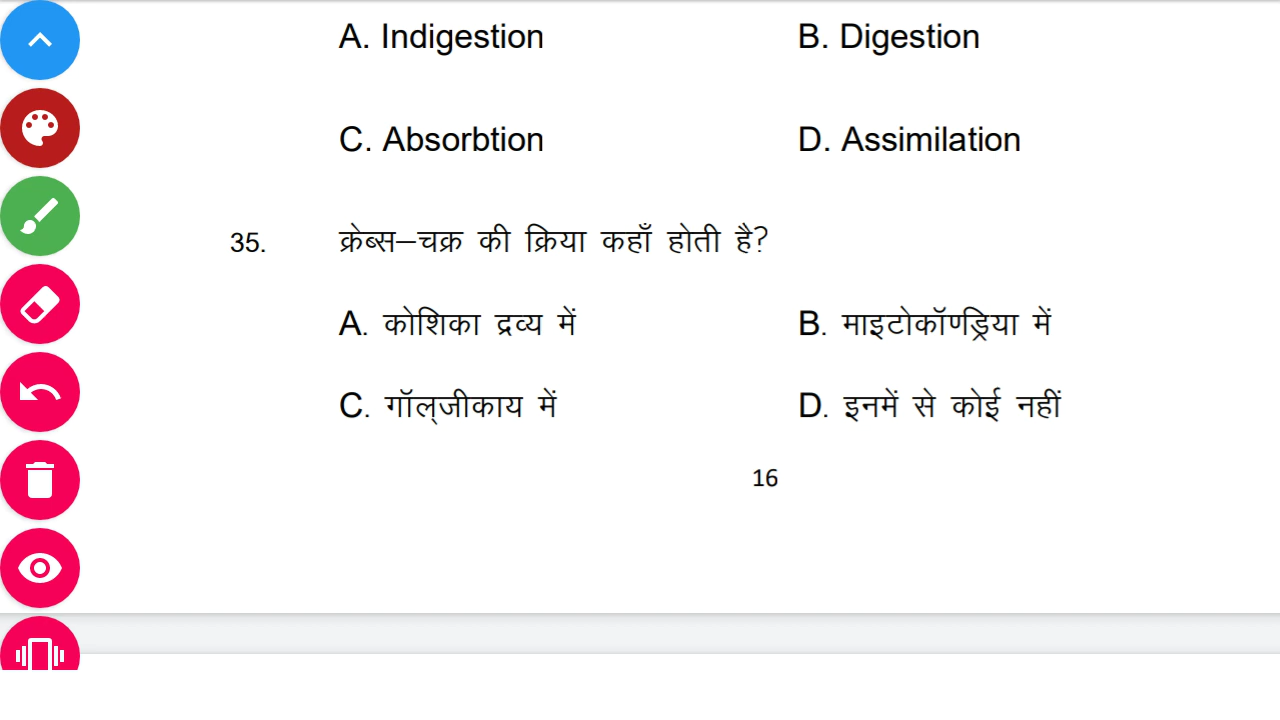 A. Indigestion B. Digestion
C. Absorbtion D. Assimilation
35. क्रेब्स–चक्र की क्रिया कहाँ होती है?
A. कोशिका द्रव्य में B. माइटोकॉण्ड्रिया में
C. गॉल्‌जीकाय में D. इनमें से कोई नहीं
16